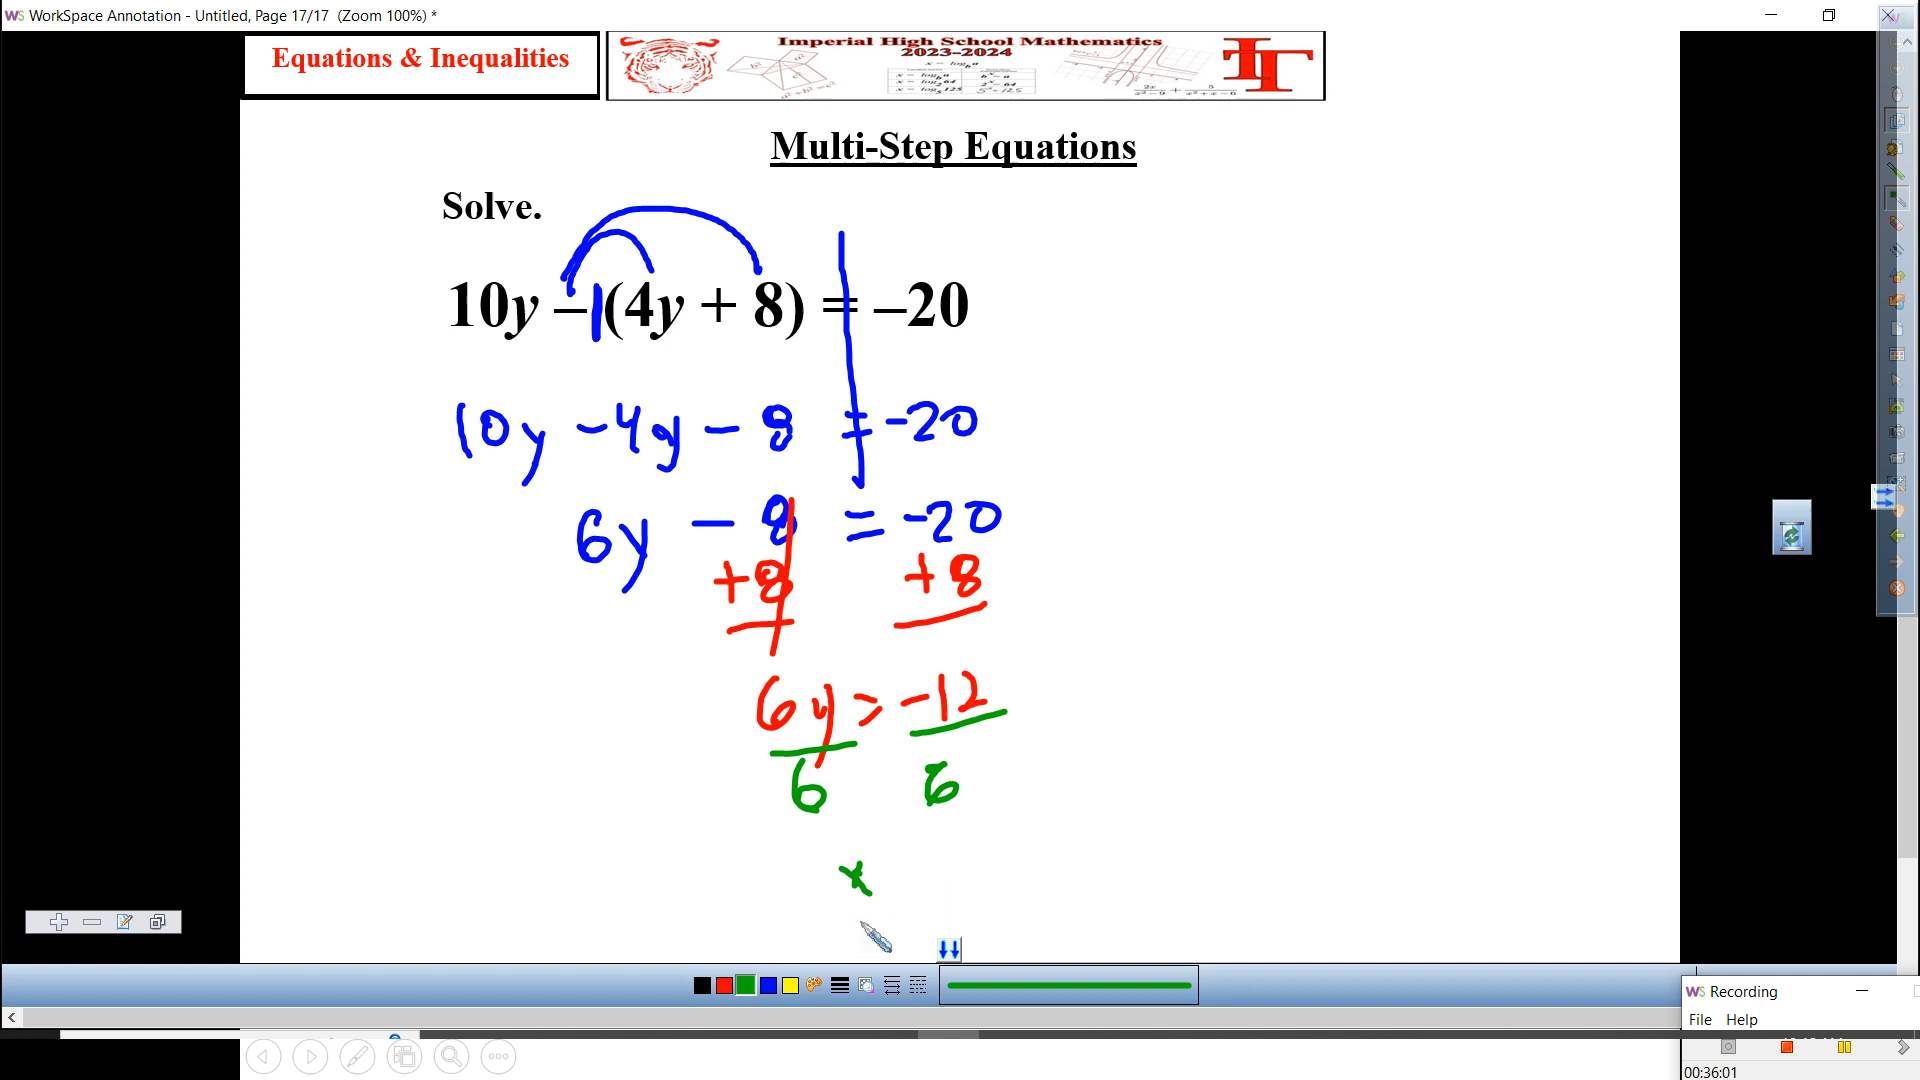 WorkSpace Annotation - Untitled, Page 17/17 (Zoom 100%) *
Equations & Inequalities
Imperial High School Mathematics
2023-2024
Multi-Step Equations
Solve.
10y –1(4y + 8) = –20
10y -4y - 8 = -20
6y - 8 = -20
+8 +8
6y = -12
6 6
Recording
File Help
00:36:01